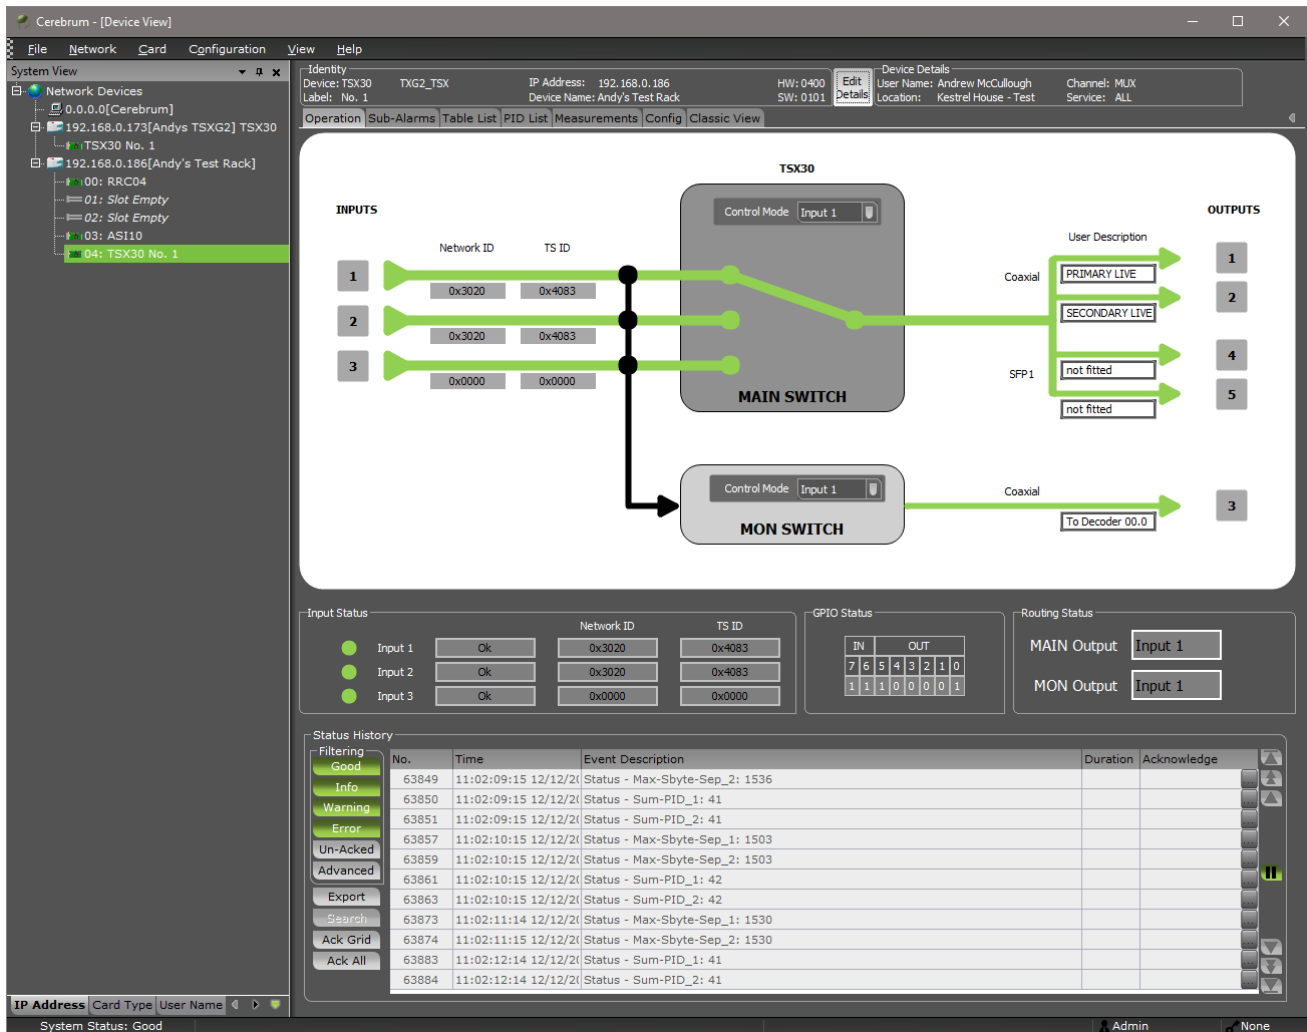 Cerebrum - [Device View]
File Network Card Configuration View Help
System View
Network Devices
0.0.0.0[Cerebrum]
192.168.0.173[Andys TSXG2] TSX30
TSX30 No. 1
192.168.0.186[Andy's Test Rack]
00: RRC04
01: Slot Empty
02: Slot Empty
03: ASI10
04: TSX30 No. 1
IP Address Card Type User Name
Identity
Device: TSX30 TXG2_TSX IP Address: 192.168.0.186 HW: 0400
Label: No. 1 Device Name: Andy's Test Rack SW: 0101
Edit
Details
Device Details
User Name: Andrew McCullough Channel: MUX
Location: Kestrel House - Test Service: ALL
Operation Sub-Alarms Table List PID List Measurements Config Classic View
TSX30
INPUTS
OUTPUTS
Control Mode Input 1
Network ID TS ID
User Description
1
0x3020 0x4083
2
0x3020 0x4083
3
0x0000 0x0000
MAIN SWITCH
Coaxial
PRIMARY LIVE
1
SECONDARY LIVE
2
SFP1
not fitted
4
not fitted
5
Control Mode Input 1
MON SWITCH
Coaxial
To Decoder 00.0
3
Input Status
Network ID TS ID
Input 1 Ok 0x3020 0x4083
Input 2 Ok 0x3020 0x4083
Input 3 Ok 0x0000 0x0000
GPIO Status
IN OUT
7 6 5 4 3 2 1 0
1 1 1 0 0 0 0 1
Routing Status
MAIN Output Input 1
MON Output Input 1
Status History
Filtering
Good
Info
Warning
Error
Un-Acked
Advanced
Export
Search
Ack Grid
Ack All
No. Time Event Description Duration Acknowledge
63849 11:02:09:15 12/12/20 Status - Max-Sbyte-Sep_2: 1536
63850 11:02:09:15 12/12/20 Status - Sum-PID_1: 41
63851 11:02:09:15 12/12/20 Status - Sum-PID_2: 41
63857 11:02:10:15 12/12/20 Status - Max-Sbyte-Sep_1: 1503
63859 11:02:10:15 12/12/20 Status - Max-Sbyte-Sep_2: 1503
63861 11:02:10:15 12/12/20 Status - Sum-PID_1: 42
63863 11:02:10:15 12/12/20 Status - Sum-PID_2: 42
63873 11:02:11:14 12/12/20 Status - Max-Sbyte-Sep_1: 1530
63874 11:02:11:15 12/12/20 Status - Max-Sbyte-Sep_2: 1530
63883 11:02:12:14 12/12/20 Status - Sum-PID_1: 41
63884 11:02:12:14 12/12/20 Status - Sum-PID_2: 41
System Status: Good Admin None